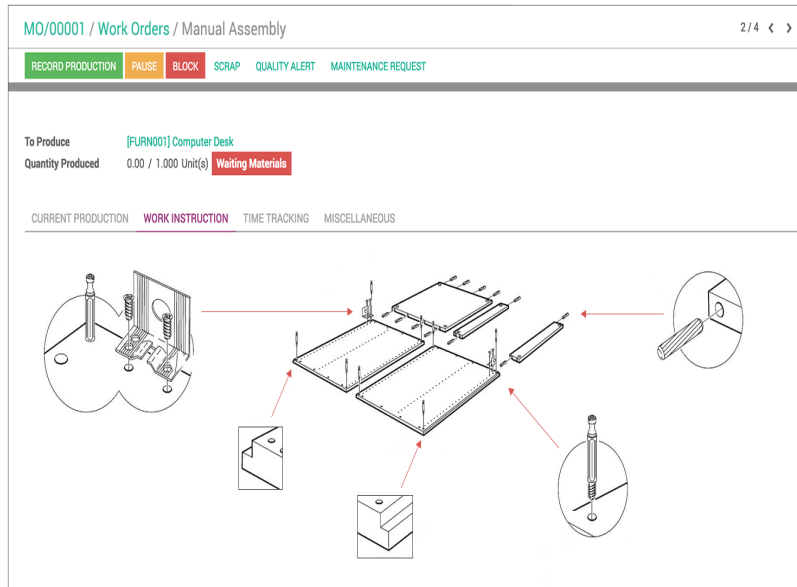 MO/00001 / Work Orders / Manual Assembly 2/4
RECORD PRODUCTION PAUSE BLOCK SCRAP QUALITY ALERT MAINTENANCE REQUEST
To Produce [FURN001] Computer Desk
Quantity Produced 0.00 / 1.000 Unit(s) Waiting Materials
CURRENT PRODUCTION WORK INSTRUCTION TIME TRACKING MISCELLANEOUS